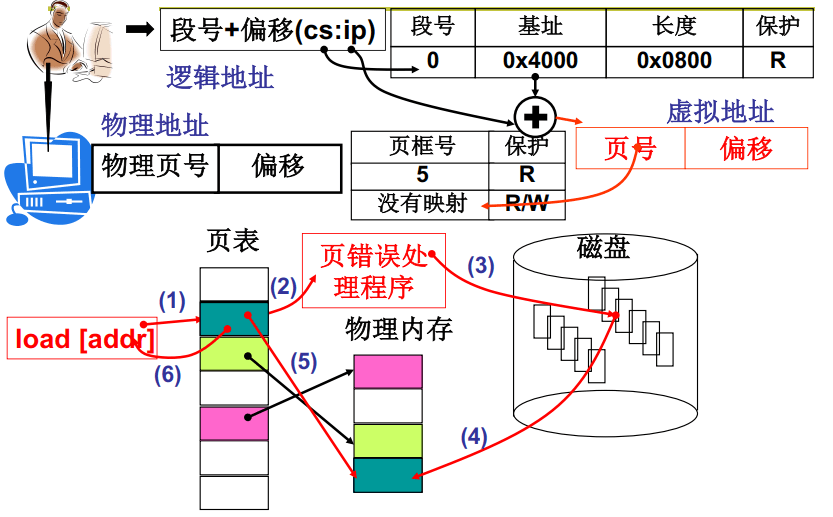 段号+偏移(cs:ip)
段号 基址 长度 保护
0 0x4000 0x0800 R
逻辑地址
虚拟地址
物理地址
物理页号 偏移
页框号 保护
5 R
没有映射 R/W
页号 偏移
页表
页错误处
理程序
磁盘
(1)
(2)
(3)
load [addr]
物理内存
(5)
(6)
(4)